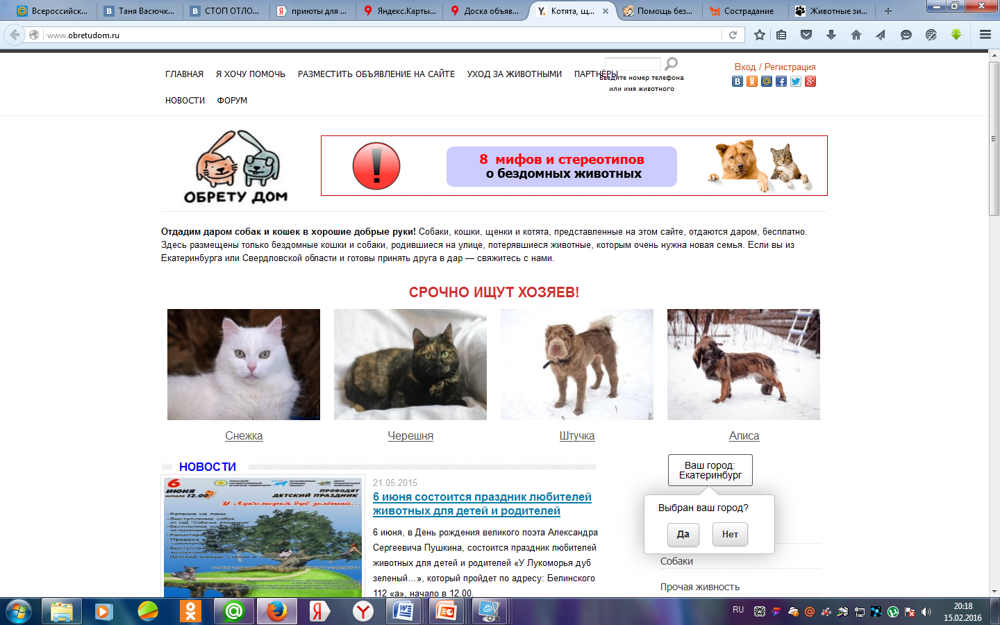 Всероссийск...
Таня Васючк...
СТОП ОТЛО...
приюты для ...
Яндекс.Карты...
Доска объяв...
Котята, щ...
Помощь без...
Сострадание
Животные зи...
www.obretudom.ru
ГЛАВНАЯ
Я ХОЧУ ПОМОЧЬ
РАЗМЕСТИТЬ ОБЪЯВЛЕНИЕ НА САЙТЕ
УХОД ЗА ЖИВОТНЫМИ
ПАРТНЁРЫ
НОВОСТИ
ФОРУМ
Введите номер телефона
или имя животного
Вход / Регистрация
ОБРЕТУ ДОМ
8 мифов и стереотипов
о бездомных животных
Отдадим даром собак и кошек в хорошие добрые руки! Собаки, кошки, щенки и котята, представленные на этом сайте, отдаются даром, бесплатно.
Здесь размещены только бездомные кошки и собаки, родившиеся на улице, потерявшиеся животные, которым очень нужна новая семья. Если вы из
Екатеринбурга или Свердловской области и готовы принять друга в дар — свяжитесь с нами.
СРОЧНО ИЩУТ ХОЗЯЕВ!
Снежка
Черешня
Штучка
Алиса
НОВОСТИ
6
ИЮНЯ
НАЧАЛО В 12.00
ПРОВОДЯТ
ДЕТСКИЙ ПРАЗДНИК
У Лукоморья дуб зелёный...
21.05.2015
6 июня состоится праздник любителей
животных для детей и родителей
6 июня, в День рождения великого поэта Александра
Сергеевича Пушкина, состоится праздник любителей
животных для детей и родителей «У Лукоморья дуб
зеленый...», который пройдет по адресу: Белинского
112 «а», начало в 12.00.
Ваш город:
Екатеринбург
Выбран ваш город?
Да
Нет
Собаки
Прочая живность
RU
20:18
15.02.2016